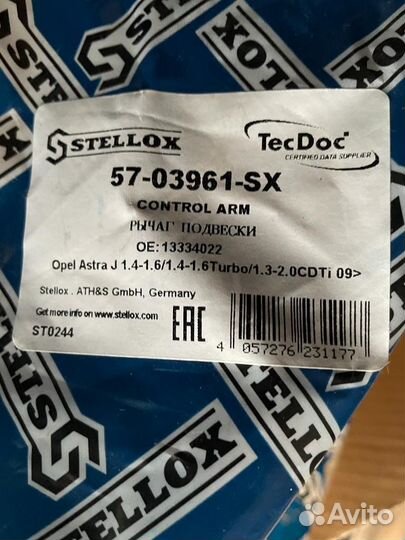 STELLOX
STELLOX
TecDoc
CERTIFIED DATA SUPPLIER
57-03961-SX
CONTROL ARM
РЫЧАГ ПОДВЕСКИ
OE: 13334022
Opel Astra J 1.4-1.6/1.4-1.6Turbo/1.3-2.0CDTi 09>
Stellox . ATH&S GmbH, Germany
Get more info on www.stellox.com
ST0244
EAC
4 057276 231177
STELLOX
STELLOX
Avito